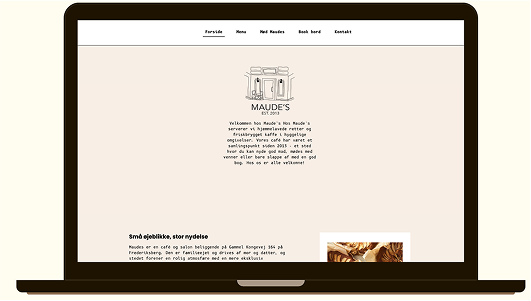 Forside Menu Mød Maudes Book bord Kontakt
MAUDE'S
EST. 2013
Velkommen hos Maude's Hos Maude's
serverer vi hjemmelavede retter og
friskbrygget kaffe i hyggelige
omgivelser. Vores café har været et
samlingspunkt siden 2013 - et sted
hvor du kan nyde god mad, mødes med
venner eller bare slappe af med en god
bog. Hos os er alle velkomne!
Små øjeblikke, stor nydelse
Maudes er en café og salon beliggende på Gammel Kongevej 164 på
Frederiksberg. Den er familieejet og drives af mor og datter, og
stedet forener en rolig atmosfære med en mere eksklusiv